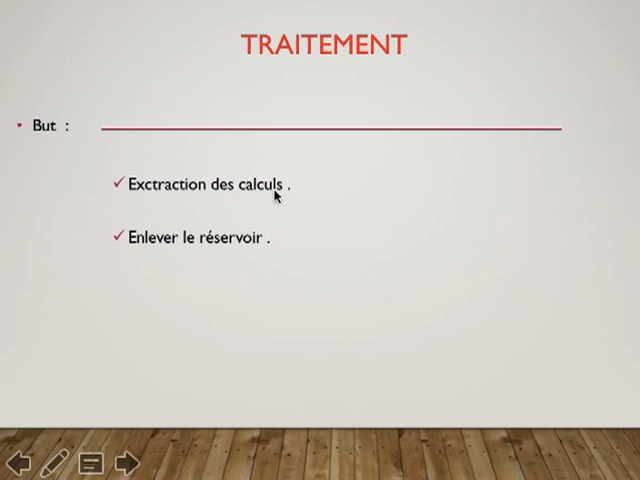 TRAITEMENT
• But :
✓ Exctraction des calculs .
✓ Enlever le réservoir .